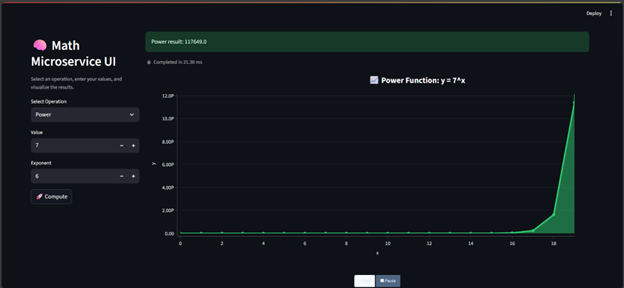 Deploy
🧠 Math
Microservice UI
Select an operation, enter your values, and
visualize the results.
Select Operation
Power
Value
7
Exponent
6
🚀 Compute
Power result: 117649.0
Completed in 21.30 ms
📈 Power Function: y = 7^x
12.0P
10.00P
8.00P
6.00P
4.00P
2.00P
0.00
y
0 2 4 6 8 10 12 14 16 18
x
Pause